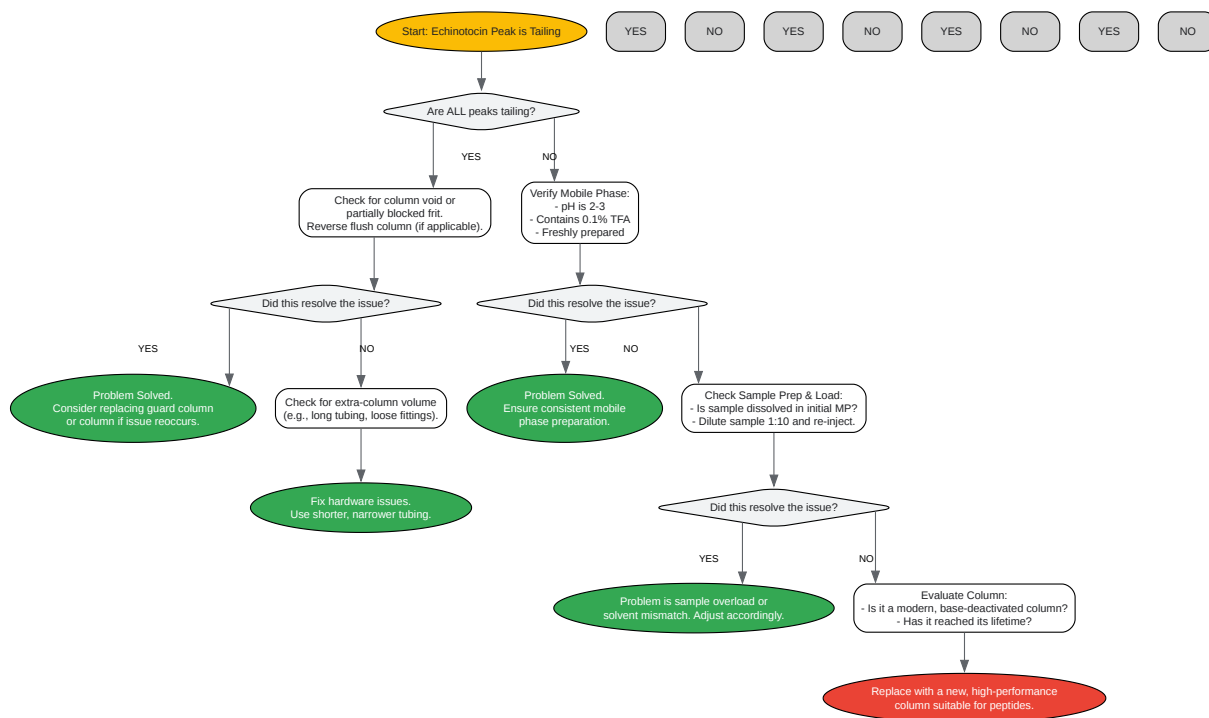 Start: Echinotocin Peak is Tailing
YES
NO
YES
NO
YES
NO
YES
NO
Are ALL peaks tailing?
YES
NO
Check for column void or
partially blocked frit.
Reverse flush column (if applicable).
Verify Mobile Phase:
- pH is 2-3
- Contains 0.1% TFA
- Freshly prepared
Did this resolve the issue?
Did this resolve the issue?
YES
NO
YES
NO
Problem Solved.
Consider replacing guard column
or column if issue reoccurs.
Check for extra-column volume
(e.g., long tubing, loose fittings).
Problem Solved.
Ensure consistent mobile
phase preparation.
Check Sample Prep & Load:
- Is sample dissolved in initial MP?
- Dilute sample 1:10 and re-inject.
Fix hardware issues.
Use shorter, narrower tubing.
Did this resolve the issue?
YES
NO
Problem is sample overload or
solvent mismatch. Adjust accordingly.
Evaluate Column:
- Is it a modern, base-deactivated column?
- Has it reached its lifetime?
Replace with a new, high-performance
column suitable for peptides.